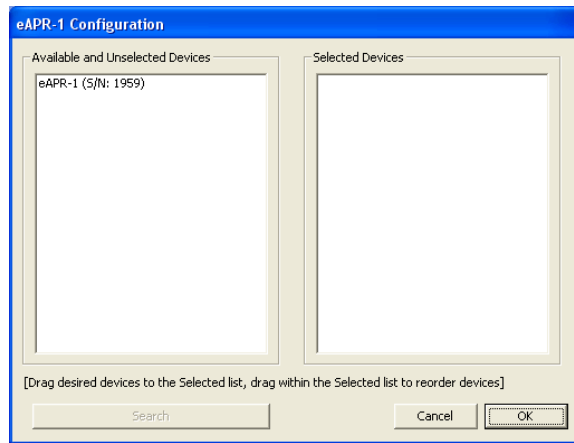 eAPR-1 Configuration
Available and Unselected Devices
Selected Devices
eAPR-1 (S/N: 1959)
[Drag desired devices to the Selected list, drag within the Selected list to reorder devices]
Search
Cancel
OK